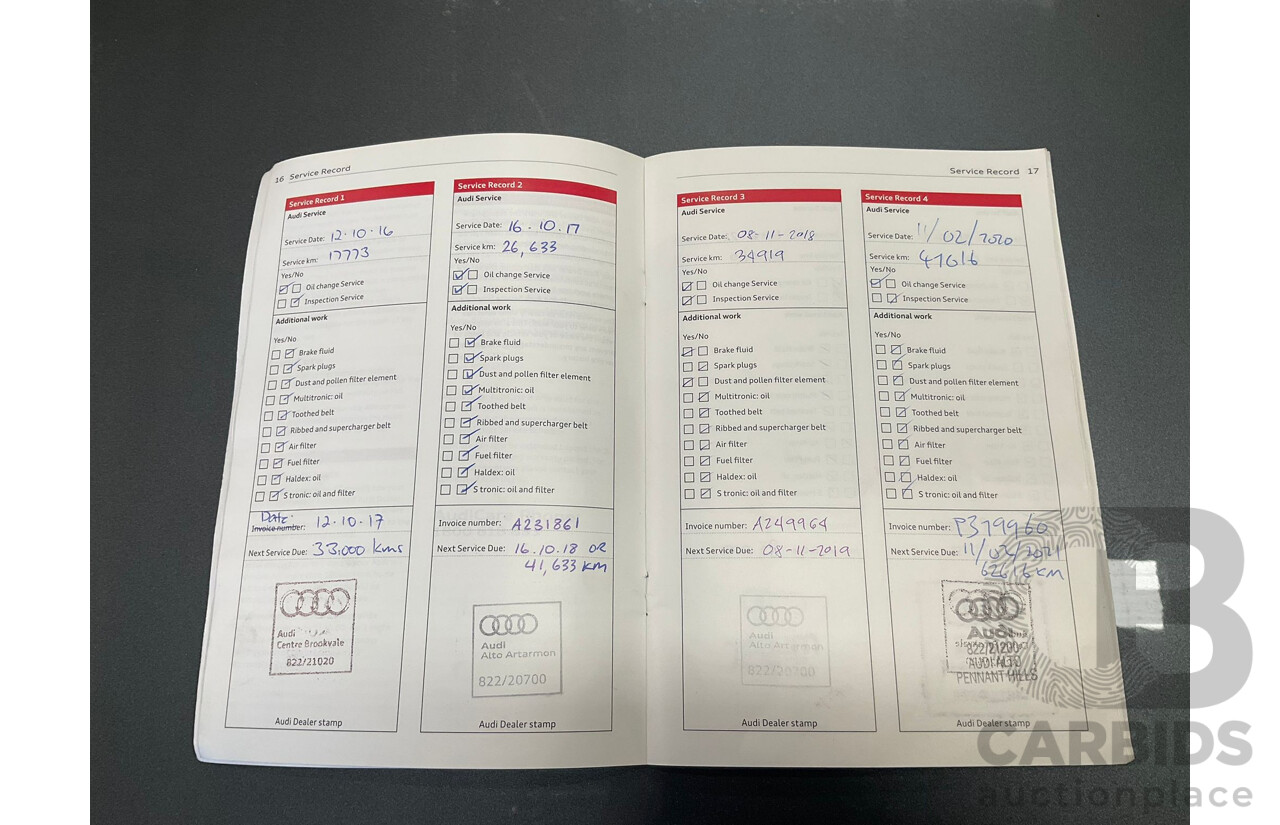 16 Service Record
Service Record 1
Audi Service
Service Date: 12·10·16
Service km: 17773
Yes/No
Oil change Service
Inspection Service
Additional work
Yes/No
Brake fluid
Spark plugs
Dust and pollen filter element
Multitronic: oil
Toothed belt
Ribbed and supercharger belt
Air filter
Fuel filter
Haldex: oil
S tronic: oil and filter
Date:
Invoice number: 12·10·17
Next Service Due: 33,000 kms
Audi
Centre Brookvale
822/21020
Audi Dealer stamp
Service Record 2
Audi Service
Service Date: 16.10.17
Service km: 26,633
Yes/No
Oil change Service
Inspection Service
Additional work
Yes/No
Brake fluid
Spark plugs
Dust and pollen filter element
Multitronic: oil
Toothed belt
Ribbed and supercharger belt
Air filter
Fuel filter
Haldex: oil
S tronic: oil and filter
Invoice number: A231861
Next Service Due: 16.10.18 OR
41,633 KM
Audi
Alto Artarmon
822/20700
Audi Dealer stamp
Service Record 17
Service Record 3
Audi Service
Service Date: 08-11-2018
Service km: 34919
Yes/No
Oil change Service
Inspection Service
Additional work
Yes/No
Brake fluid
Spark plugs
Dust and pollen filter element
Multitronic: oil
Toothed belt
Ribbed and supercharger belt
Air filter
Fuel filter
Haldex: oil
S tronic: oil and filter
Invoice number: A249964
Next Service Due: 08-11-2019
Audi
Alto Artarmon
822/20700
Audi Dealer stamp
Service Record 4
Audi Service
Service Date: 11/02/2020
Service km: 47616
Yes/No
Oil change Service
Inspection Service
Additional work
Yes/No
Brake fluid
Spark plugs
Dust and pollen filter element
Multitronic: oil
Toothed belt
Ribbed and supercharger belt
Air filter
Fuel filter
Haldex: oil
S tronic: oil and filter
Invoice number: P379960
Next Service Due: 11/02/2021
62616 KM
Audi
822/21200
AUDI ALTO
PENNANT HILLS
Audi Dealer stamp
CARBIDS
auctionplace